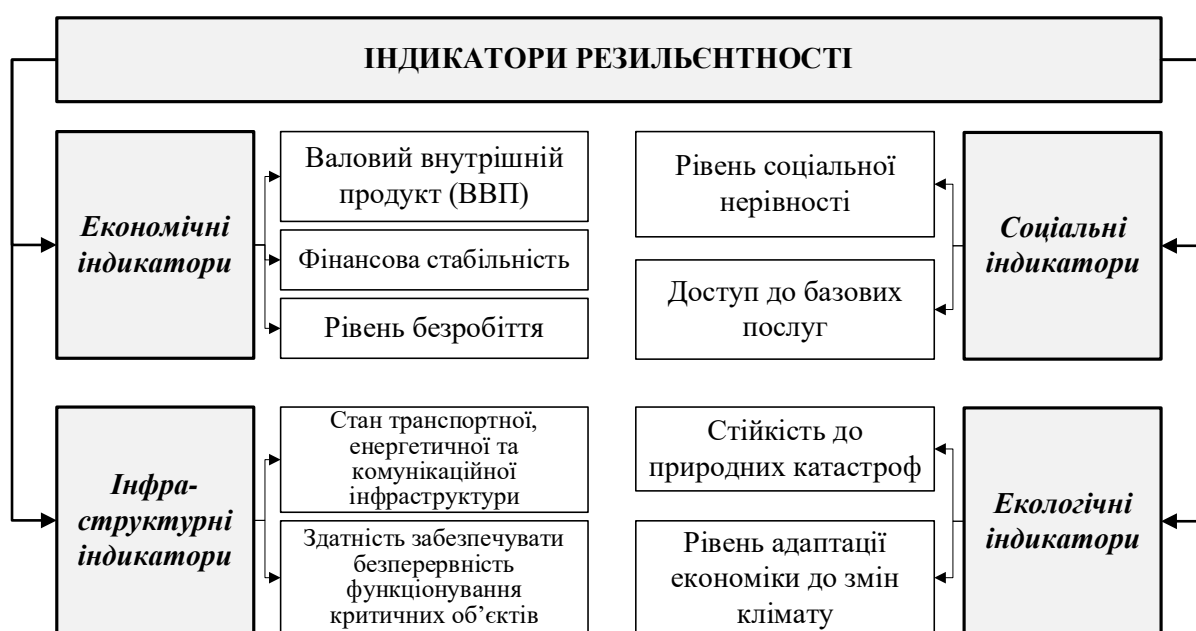 ІНДИКАТОРИ РЕЗИЛЬЄНТНОСТІ
Економічні
індикатори
Валовий внутрішній
продукт (ВВП)
Фінансова стабільність
Рівень безробіття
Рівень соціальної
нерівності
Доступ до базових
послуг
Соціальні
індикатори
Інфра-
структурні
індикатори
Стан транспортної,
енергетичної та
комунікаційної
інфраструктури
Здатність забезпечувати
безперервність
функціонування
критичних об’єктів
Стійкість до
природних катастроф
Рівень адаптації
економіки до змін
клімату
Екологічні
індикатори